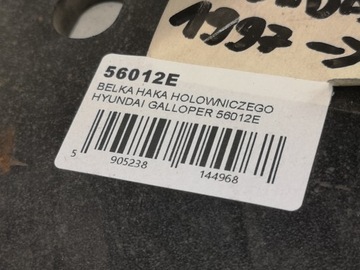 1997->
56012E
BELKA HAKA HOLOWNICZEGO
HYUNDAI GALLOPER 56012E
5 905238 144968